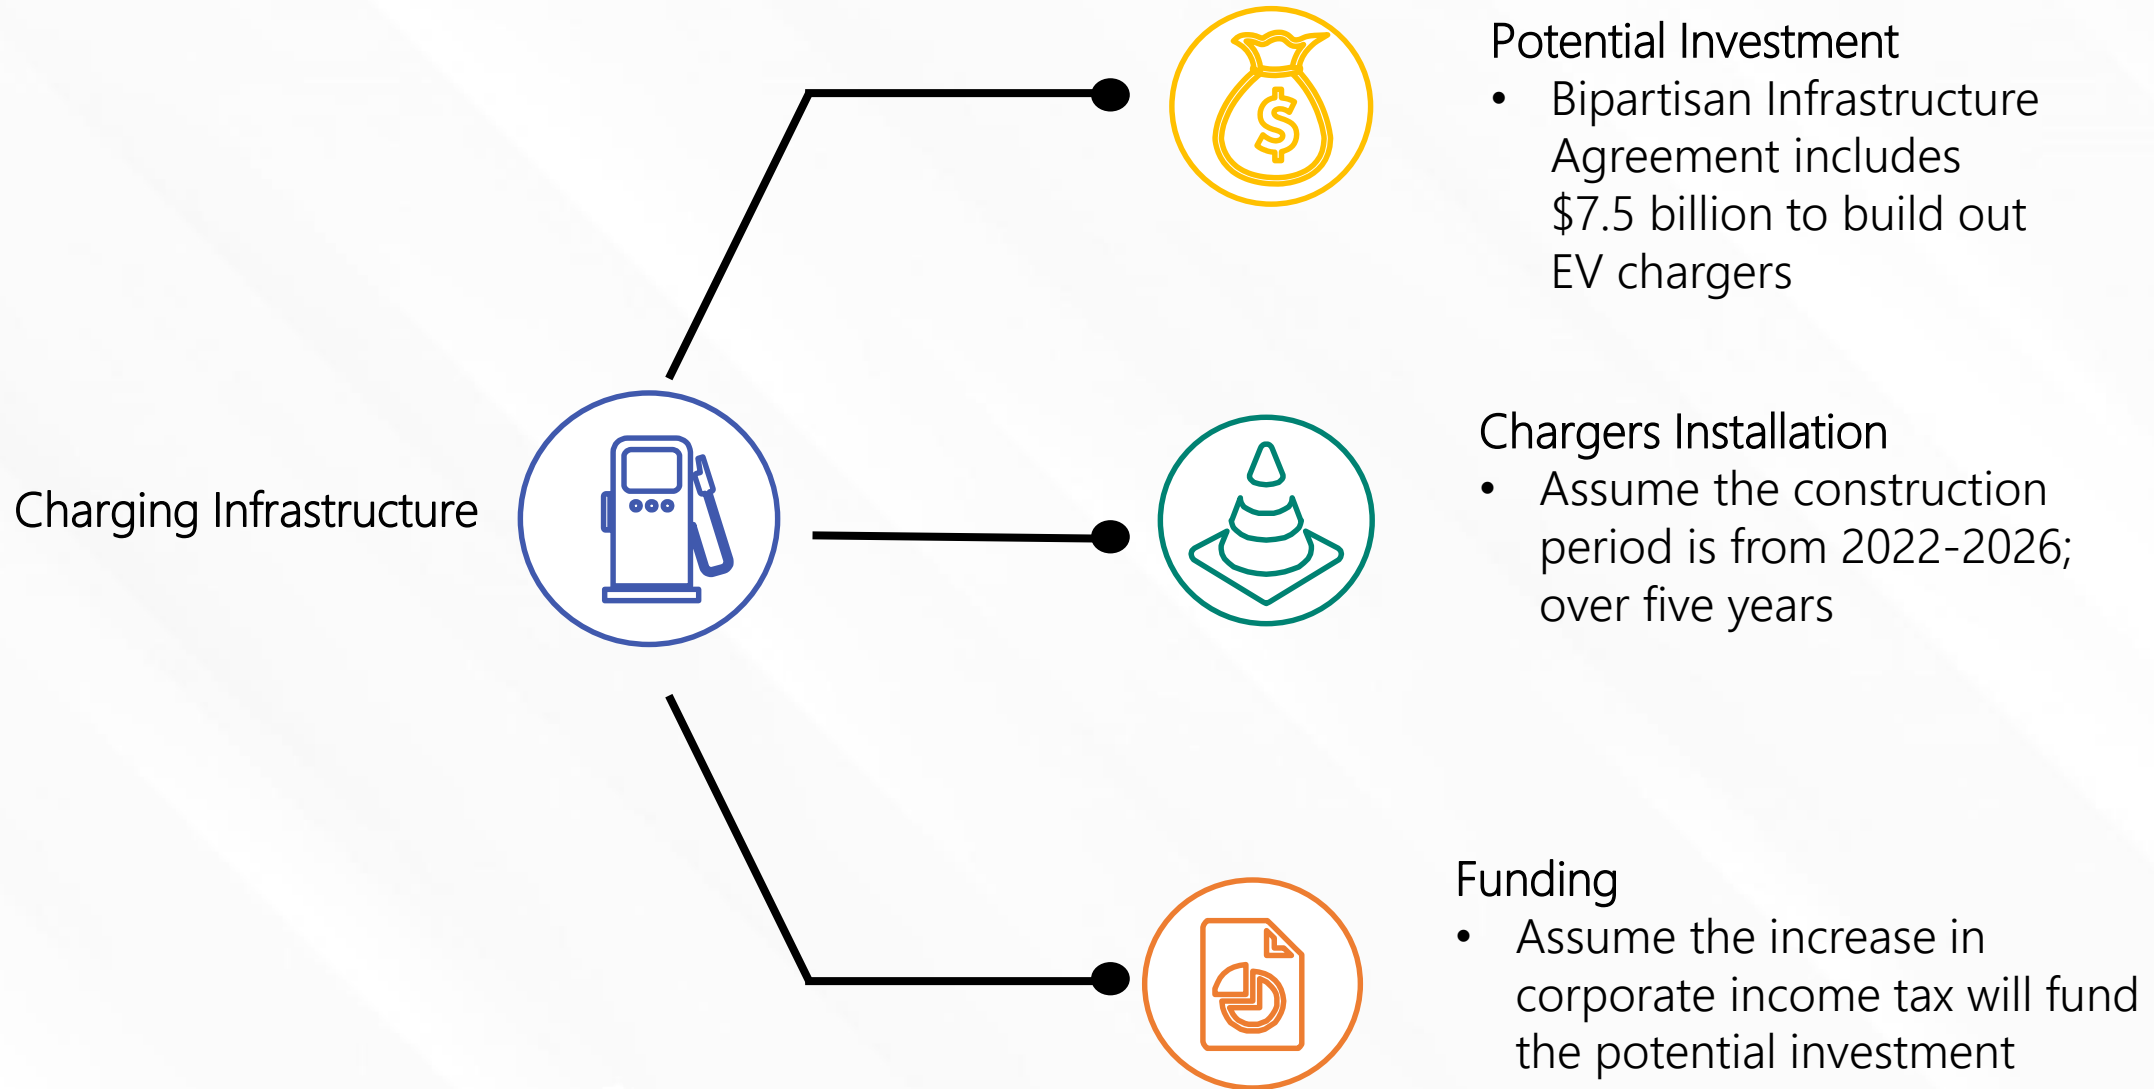 Charging Infrastructure
Potential Investment
• Bipartisan Infrastructure
Agreement includes
$7.5 billion to build out
EV chargers
Chargers Installation
• Assume the construction
period is from 2022-2026;
over five years
Funding
• Assume the increase in
corporate income tax will fund
the potential investment